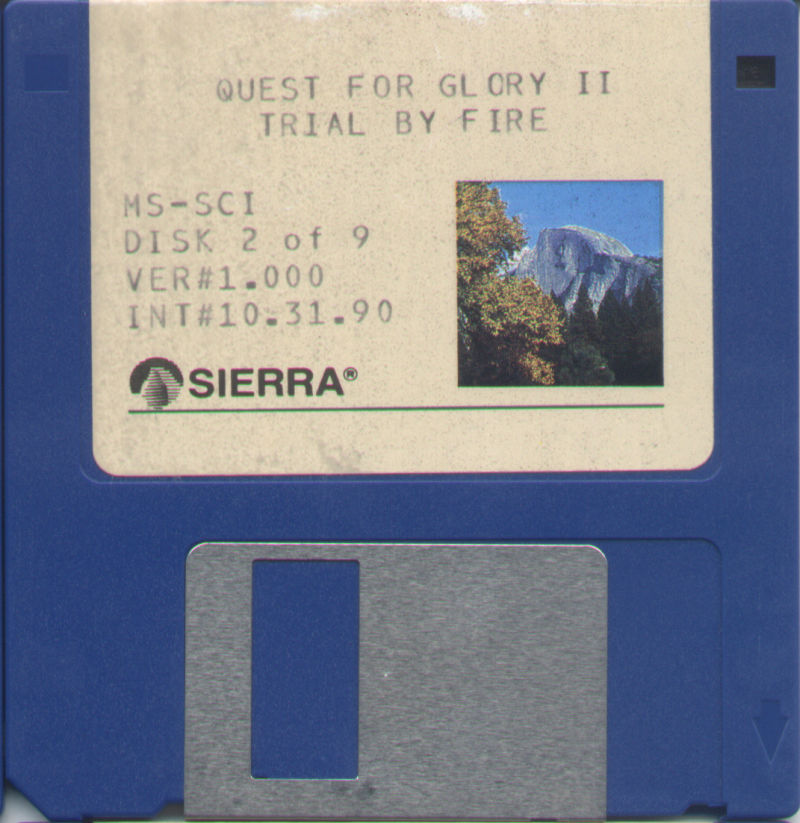 QUEST FOR GLORY II
TRIAL BY FIRE
MS-SCI
DISK 2 of 9
VER#1.000
INT#10.31.90
SIERRA®